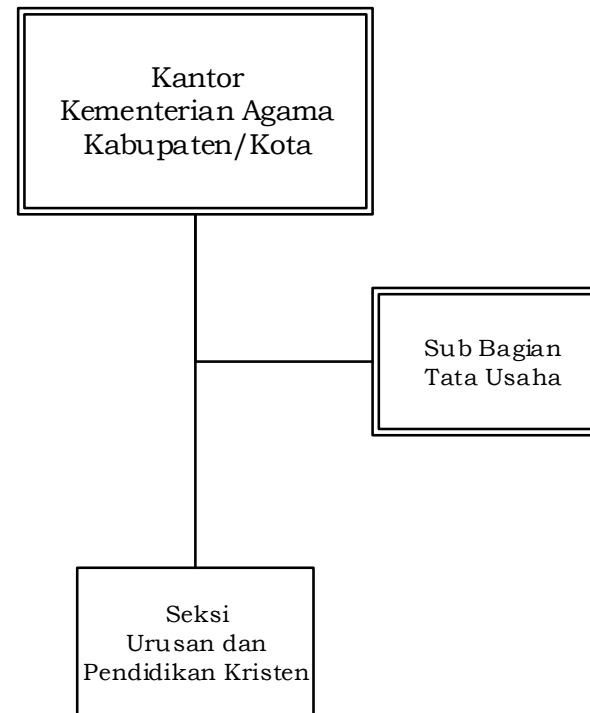 Kantor
Kementerian Agama
Kabupaten/Kota
Sub Bagian
Tata Usaha
Seksi
Urusan dan
Pendidikan Kristen